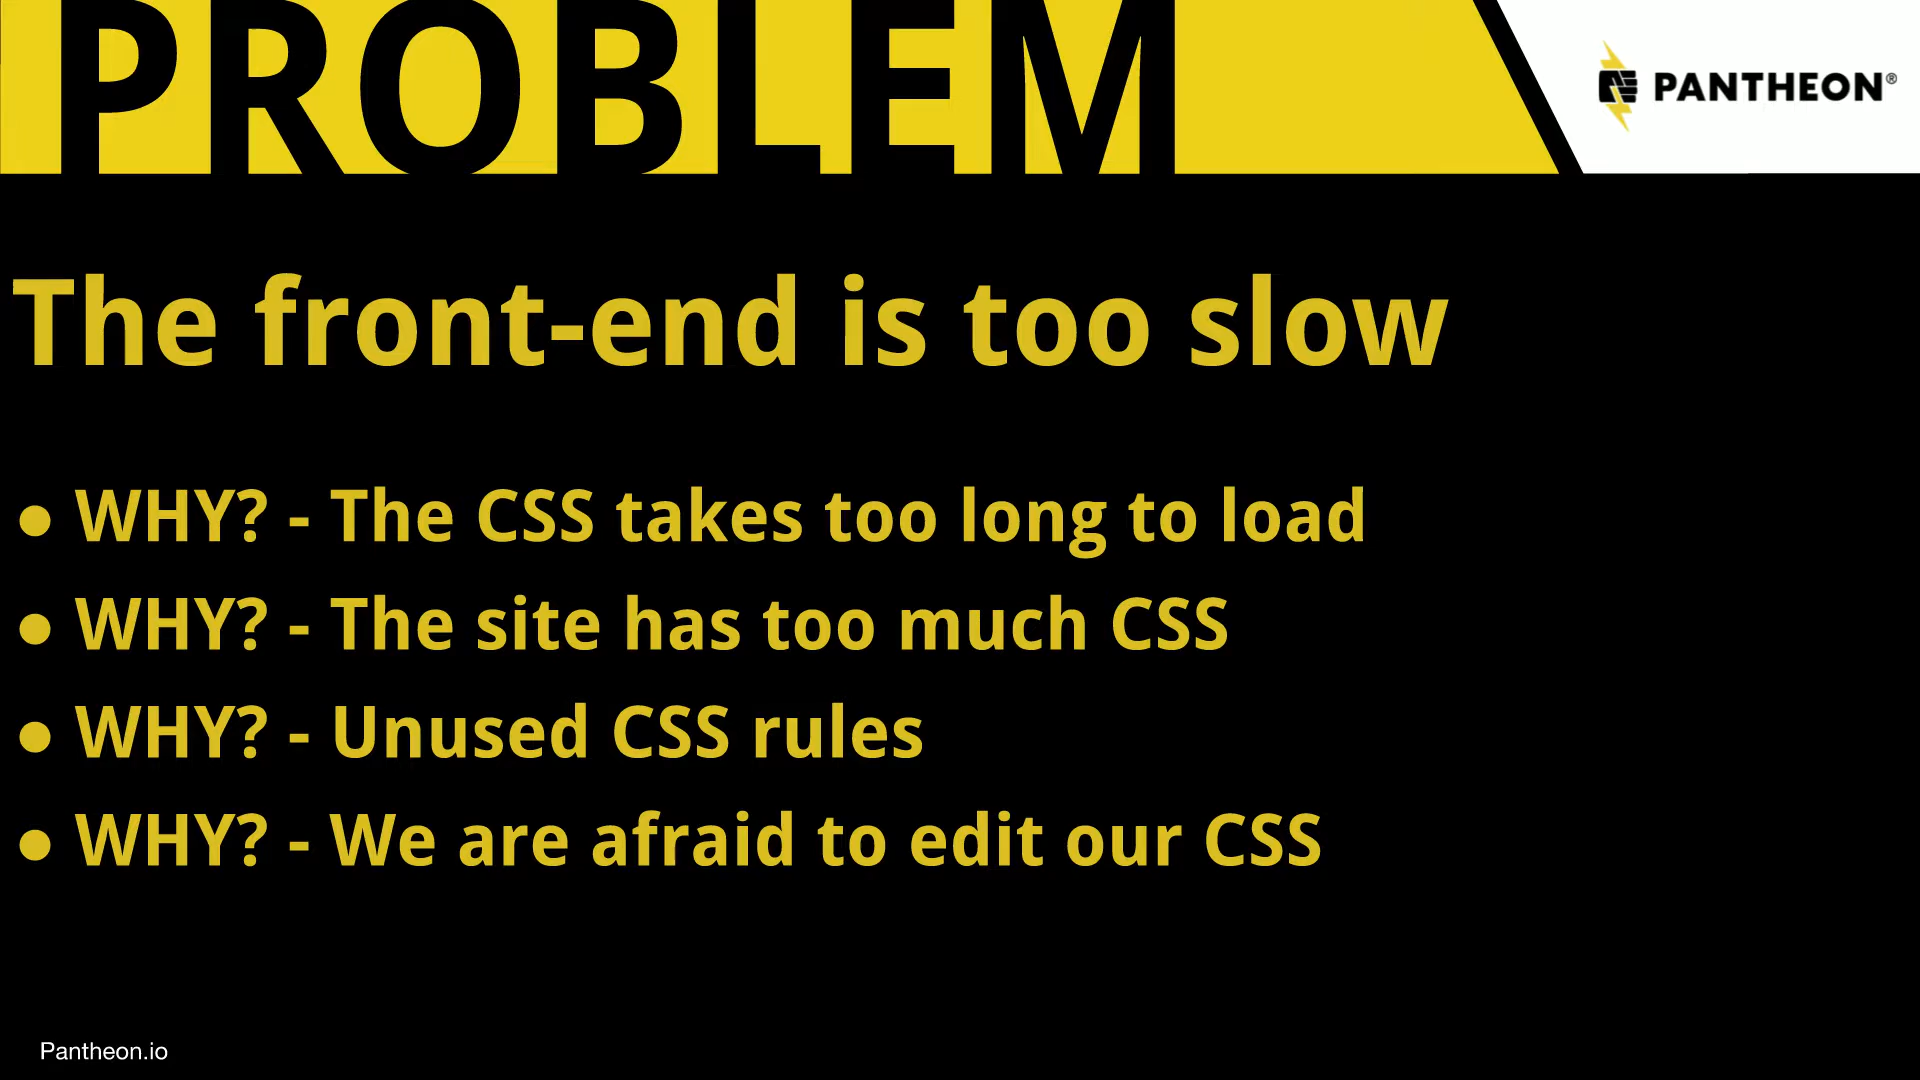 PROBLEM
PANTHEON®
The front-end is too slow
● WHY? - The CSS takes too long to load
● WHY? - The site has too much CSS
● WHY? - Unused CSS rules
● WHY? - We are afraid to edit our CSS
Pantheon.io